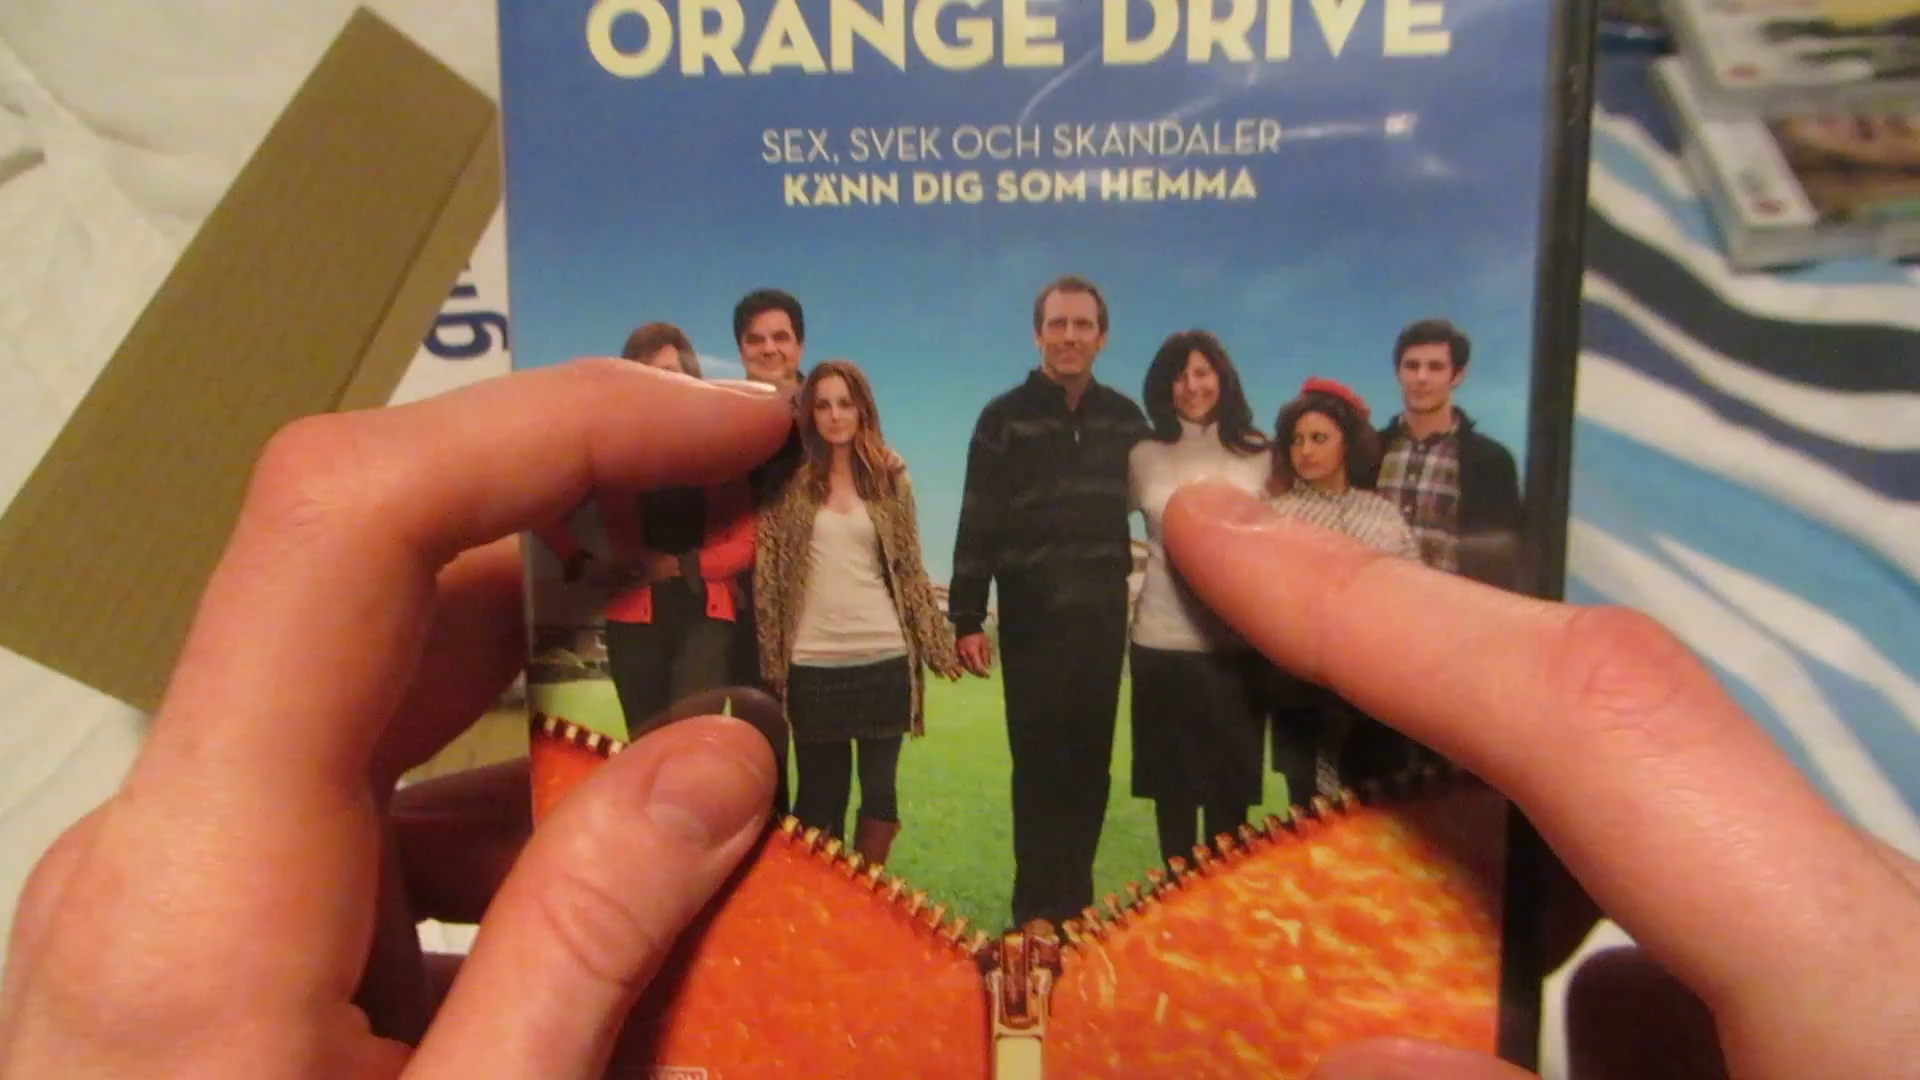 ORANGE DRIVE
SEX, SVEK OCH SKANDALER
KÄNN DIG SOM HEMMA